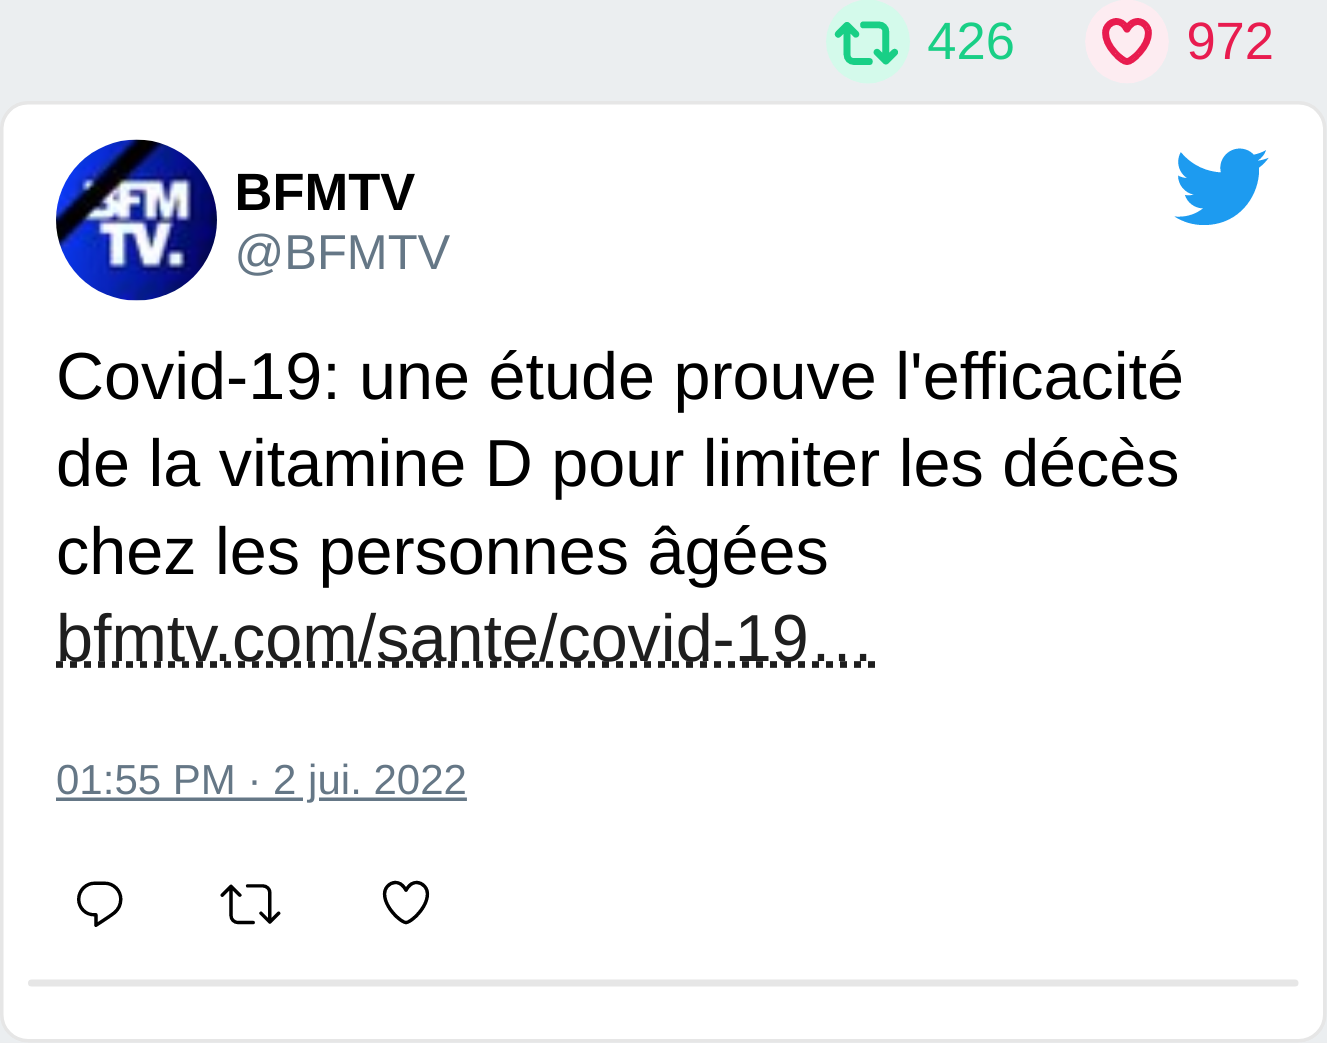 426 972
BFM
TV.
BFMTV
@BFMTV
Covid-19: une étude prouve l'efficacité
de la vitamine D pour limiter les décès
chez les personnes âgées
bfmtv.com/sante/covid-19…
01:55 PM · 2 jui. 2022